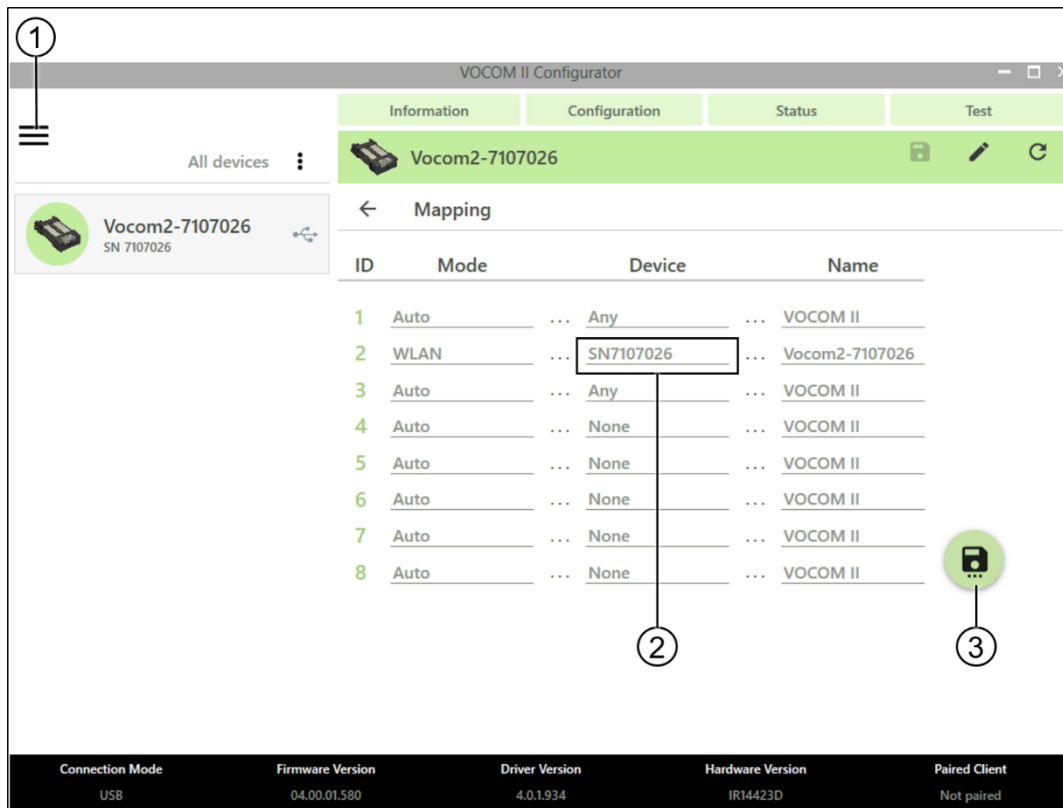 1
VOCOM II Configurator
Information Configuration Status Test
All devices
Vocom2-7107026
Vocom2-7107026
SN 7107026
Mapping
ID Mode Device Name
1 Auto ... Any ... VOCOM II
2 WLAN ... SN7107026 ... Vocom2-7107026
3 Auto ... Any ... VOCOM II
4 Auto ... None ... VOCOM II
5 Auto ... None ... VOCOM II
6 Auto ... None ... VOCOM II
7 Auto ... None ... VOCOM II
8 Auto ... None ... VOCOM II
2 3
Connection Mode Firmware Version Driver Version Hardware Version Paired Client
USB 04.00.01.580 4.0.1.934 IR14423D Not paired